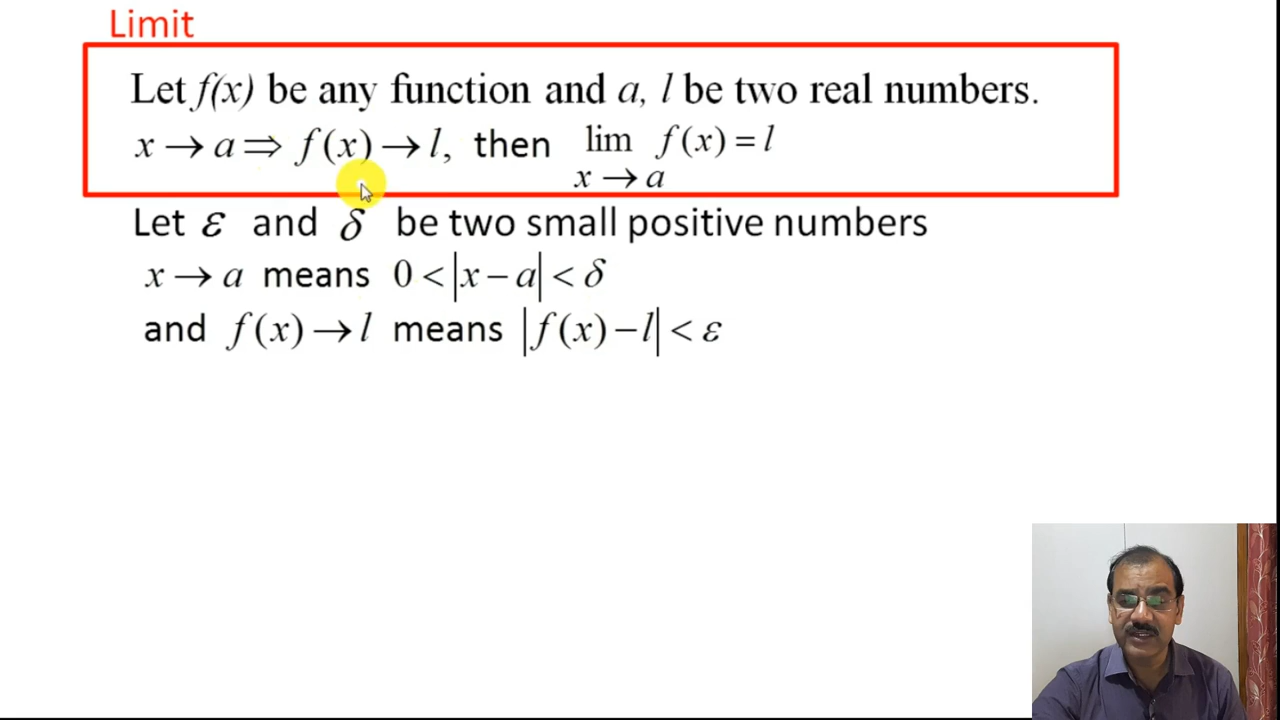 Limit
Let f(x) be any function and a, l be two real numbers.
x → a ⇒ f(x) → l, then lim f(x) = l
x → a
Let ε and δ be two small positive numbers
x → a means 0 < |x − a| < δ
and f(x) → l means |f(x) − l| < ε